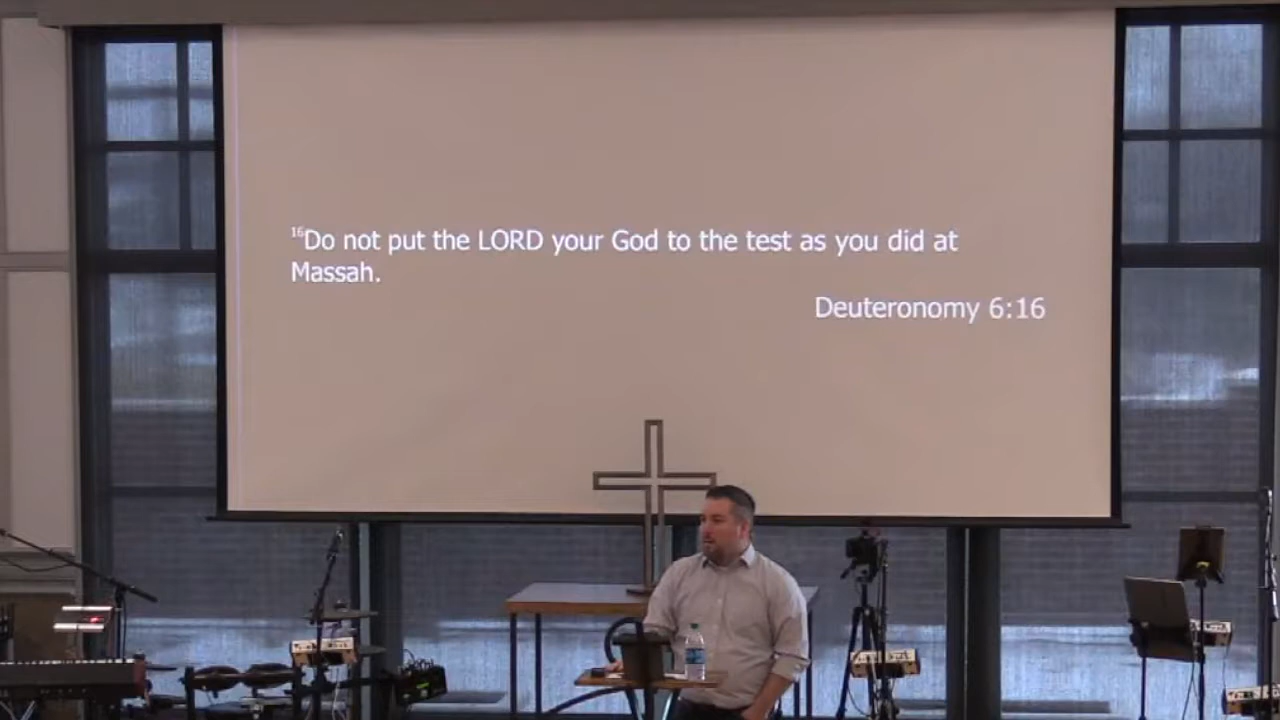 16Do not put the LORD your God to the test as you did at
Massah.
Deuteronomy 6:16